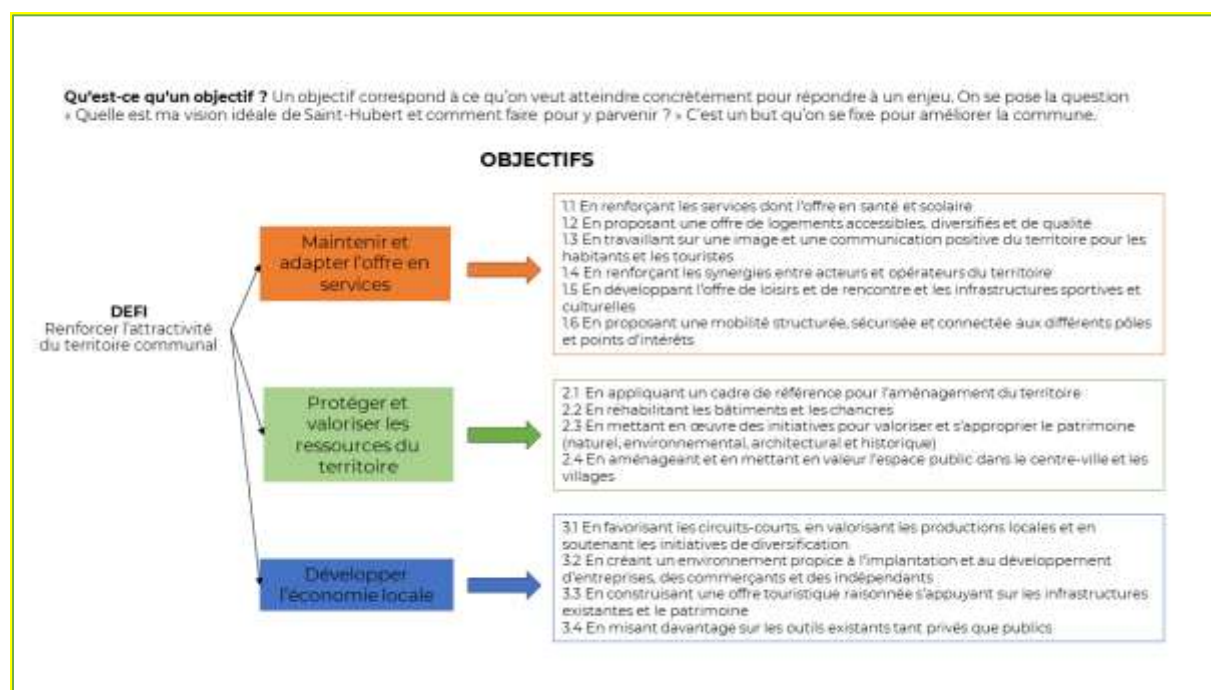 Qu'est-ce qu'un objectif ? Un objectif correspond à ce qu'on veut atteindre concrètement pour répondre à un enjeu. On se pose la question
« Quelle est ma vision idéale de Saint-Hubert et comment faire pour y parvenir ? » C'est un but qu'on se fixe pour améliorer la commune.
OBJECTIFS
DEFI
Renforcer l'attractivité
du territoire communal
Maintenir et
adapter l'offre en
services
1.1 En renforçant les services dont l'offre en santé et scolaire
1.2 En proposant une offre de logements accessibles, diversifiés et de qualité
1.3 En travaillant sur une image et une communication positive du territoire pour les
habitants et les touristes
1.4 En renforçant les synergies entre acteurs et opérateurs du territoire
1.5 En développant l'offre de loisirs et de rencontre et les infrastructures sportives et
culturelles
1.6 En proposant une mobilité structurée, sécurisée et connectée aux différents pôles
et points d'intérêts
Protéger et
valoriser les
ressources du
territoire
2.1 En appliquant un cadre de référence pour l'aménagement du territoire
2.2 En réhabilitant les bâtiments et les chancres
2.3 En mettant en œuvre des initiatives pour valoriser et s'approprier le patrimoine
(naturel, environnemental, architectural et historique)
2.4 En aménageant et en mettant en valeur l'espace public dans le centre-ville et les
villages
Développer
l'économie locale
3.1 En favorisant les circuits-courts, en valorisant les productions locales et en
soutenant les initiatives de diversification
3.2 En créant un environnement propice à l'implantation et au développement
d'entreprises, des commerçants et des indépendants
3.3 En construisant une offre touristique raisonnée s'appuyant sur les infrastructures
existantes et le patrimoine
3.4 En misant davantage sur les outils existants tant privés que publics